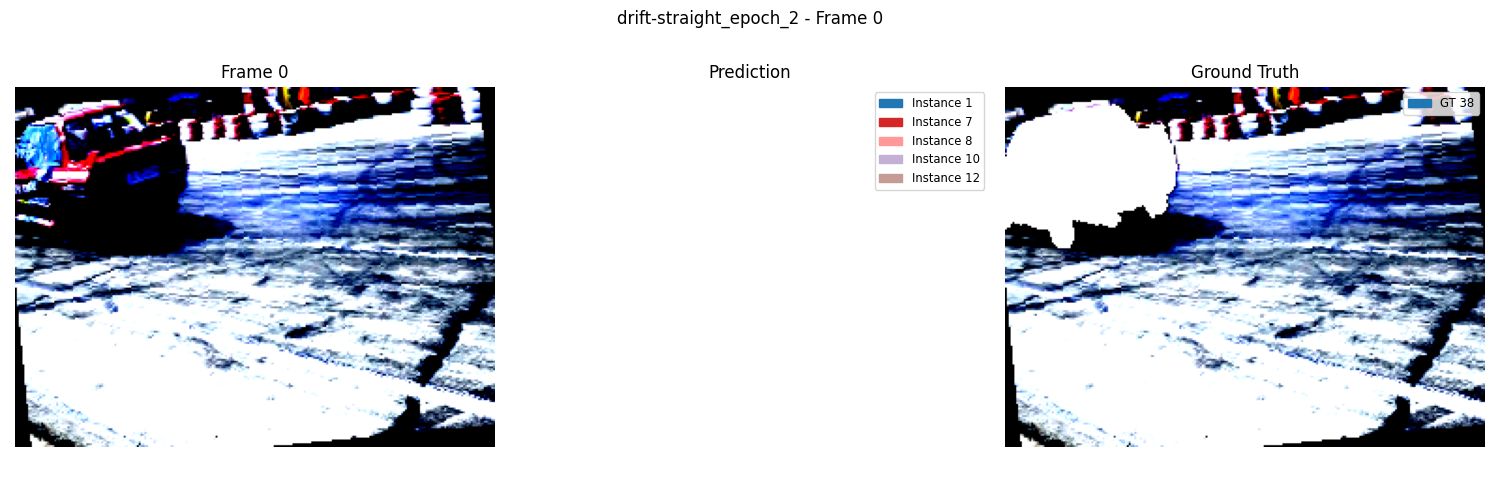 drift-straight_epoch_2 - Frame 0
Frame 0
Prediction
Ground Truth
Instance 1
Instance 7
Instance 8
Instance 10
Instance 12
GT 38